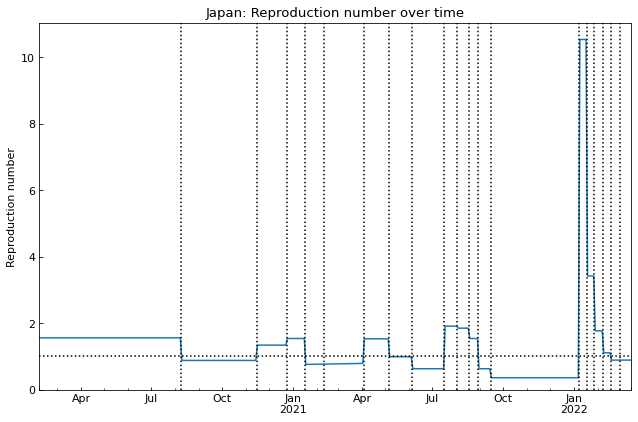 Japan: Reproduction number over time
Reproduction number
10
8
6
4
2
0
Apr
Jul
Oct
Jan
2021
Apr
Jul
Oct
Jan
2022